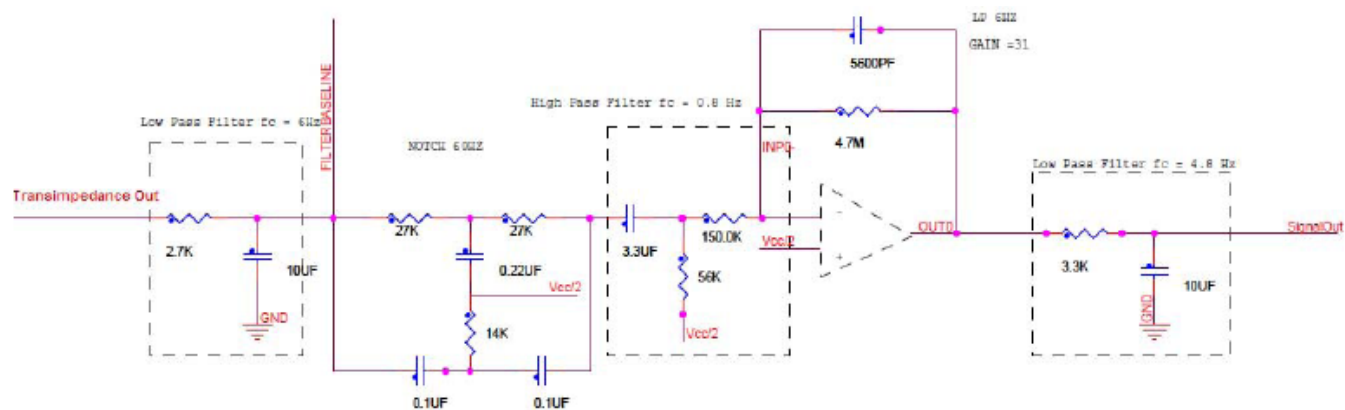 LP 6HZ
GAIN =31
5600PF
High Pass Filter fc = 0.8 Hz
Low Pass Filter fc = 6Hz
FILTERBASELINE
NOTCH 60HZ
4.7M
INP0-
Low Pass Filter fc = 4.8 Hz
Transimpedance Out
2.7K
27K
27K
3.3UF
150.0K
Vcc/2
-
+
OUT0
3.3K
SignalOut
10UF
0.22UF
56K
10UF
Vcc/2
GND
14K
Vcc/2
GND
0.1UF
0.1UF